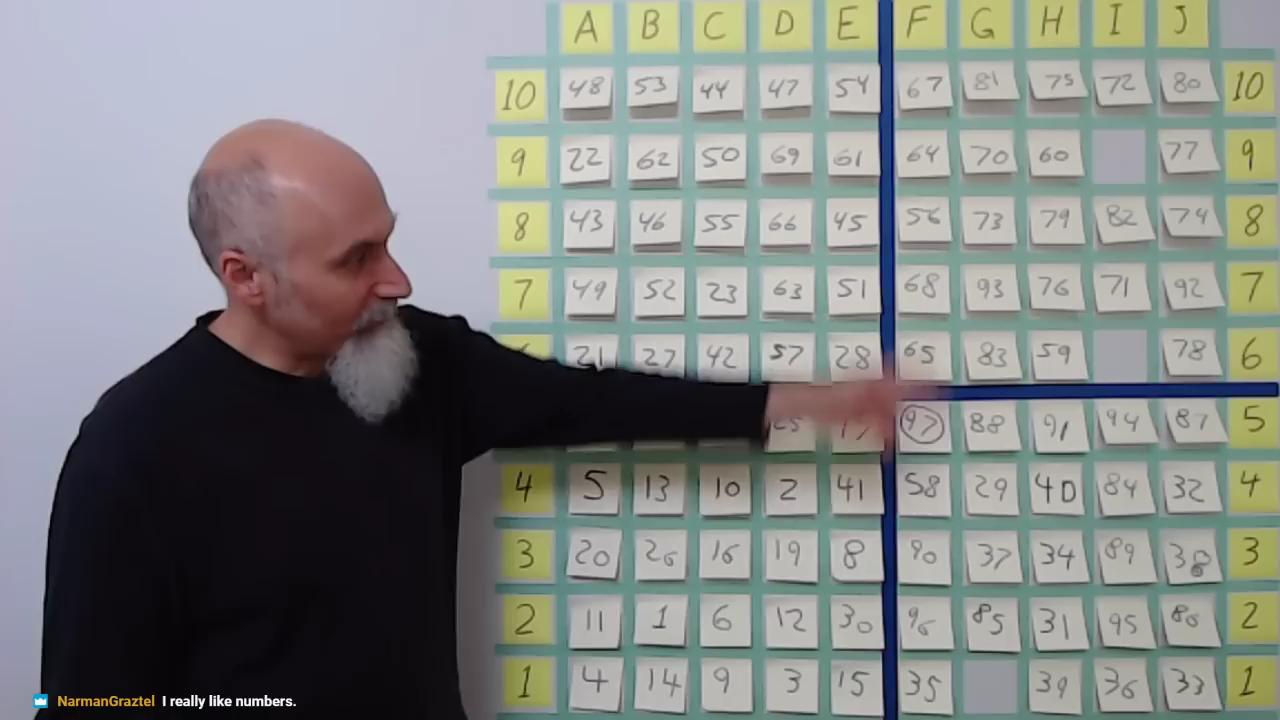 A B C D E F G H I J
10 48 53 44 47 54 67 81 75 72 80 10
9 22 62 50 69 61 64 70 60 77 9
8 43 46 55 66 45 56 73 79 82 74 8
7 49 52 23 63 51 68 93 76 71 92 7
21 27 42 57 28 65 83 59 78 6
97 88 91 94 87 5
4 5 13 10 2 41 58 29 40 84 32 4
3 20 26 16 19 8 90 37 34 89 38 3
2 11 1 6 12 30 96 85 31 95 86 2
1 4 14 9 3 15 35 39 36 33 1
NarmanGraztel I really like numbers.